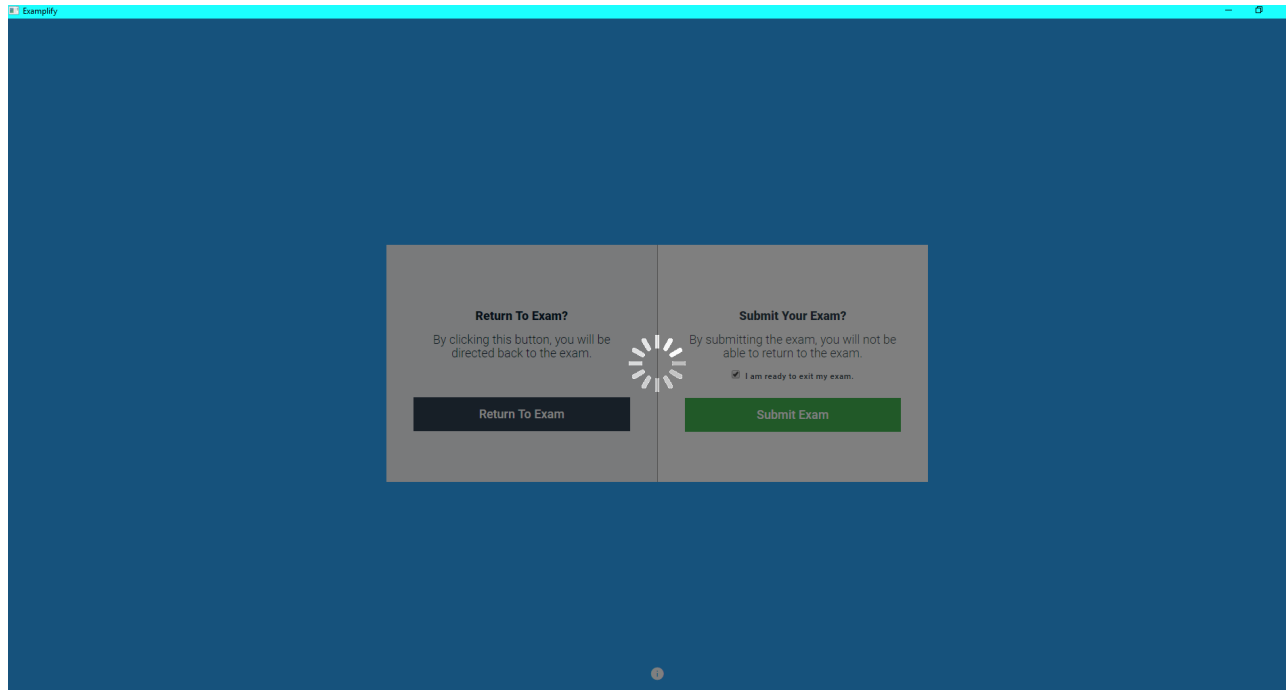 Examplify
Return To Exam?
By clicking this button, you will be
directed back to the exam.
Return To Exam
Submit Your Exam?
By submitting the exam, you will not be
able to return to the exam.
I am ready to exit my exam.
Submit Exam